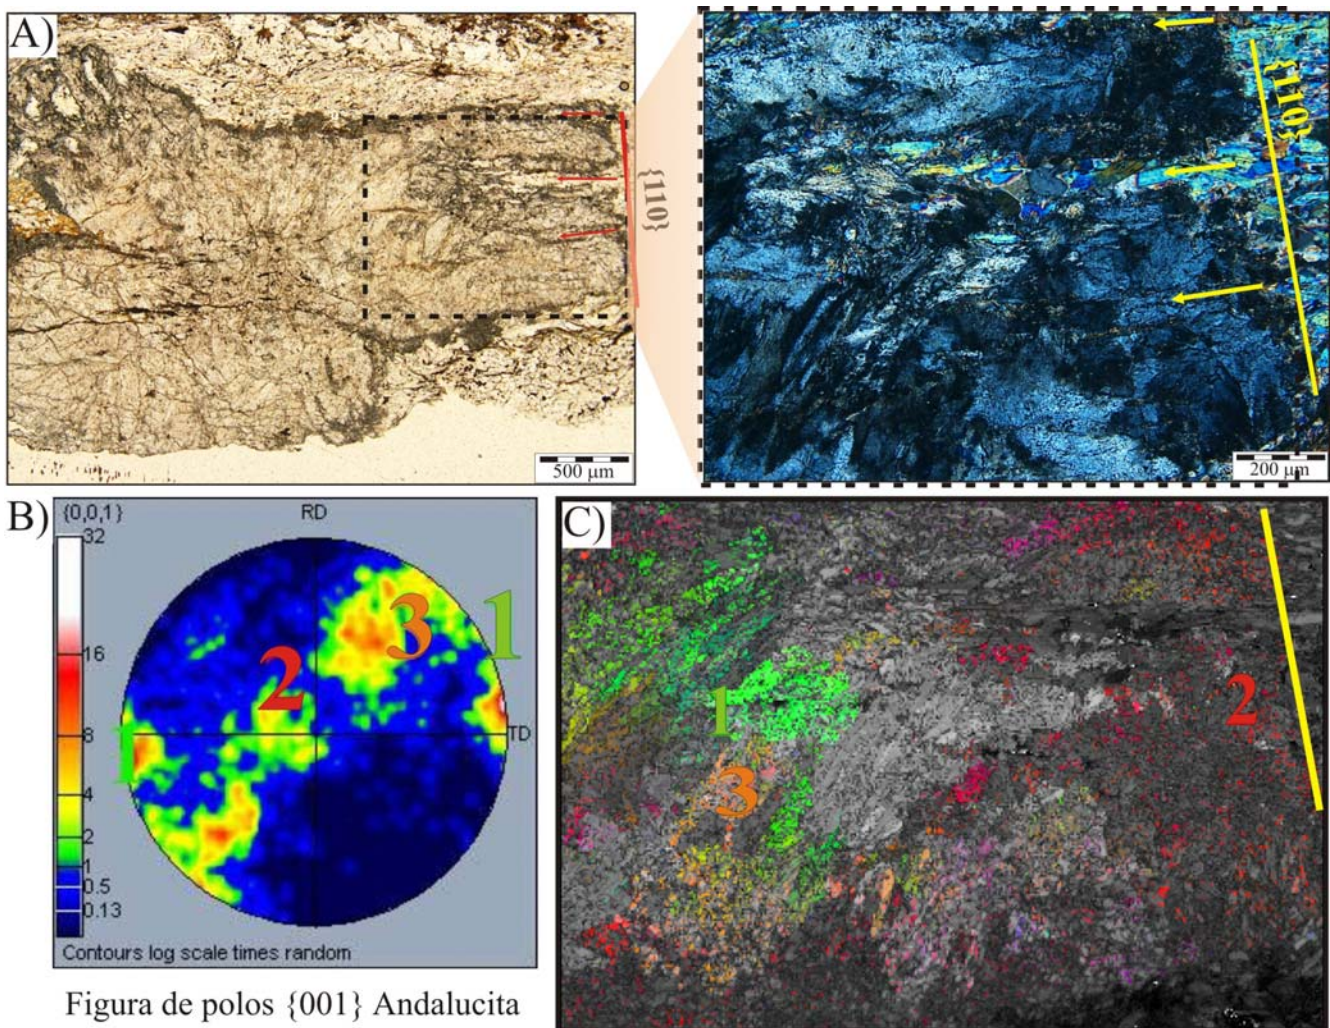 A)
{110}
500 µm
{110}
200 µm
B)
{0,0,1}
RD
32
16
8
4
2
1
0.5
0.13
1
2
3
1
TD
Contours log scale times random
Figura de polos {001} Andalucita
C)
1
2
3